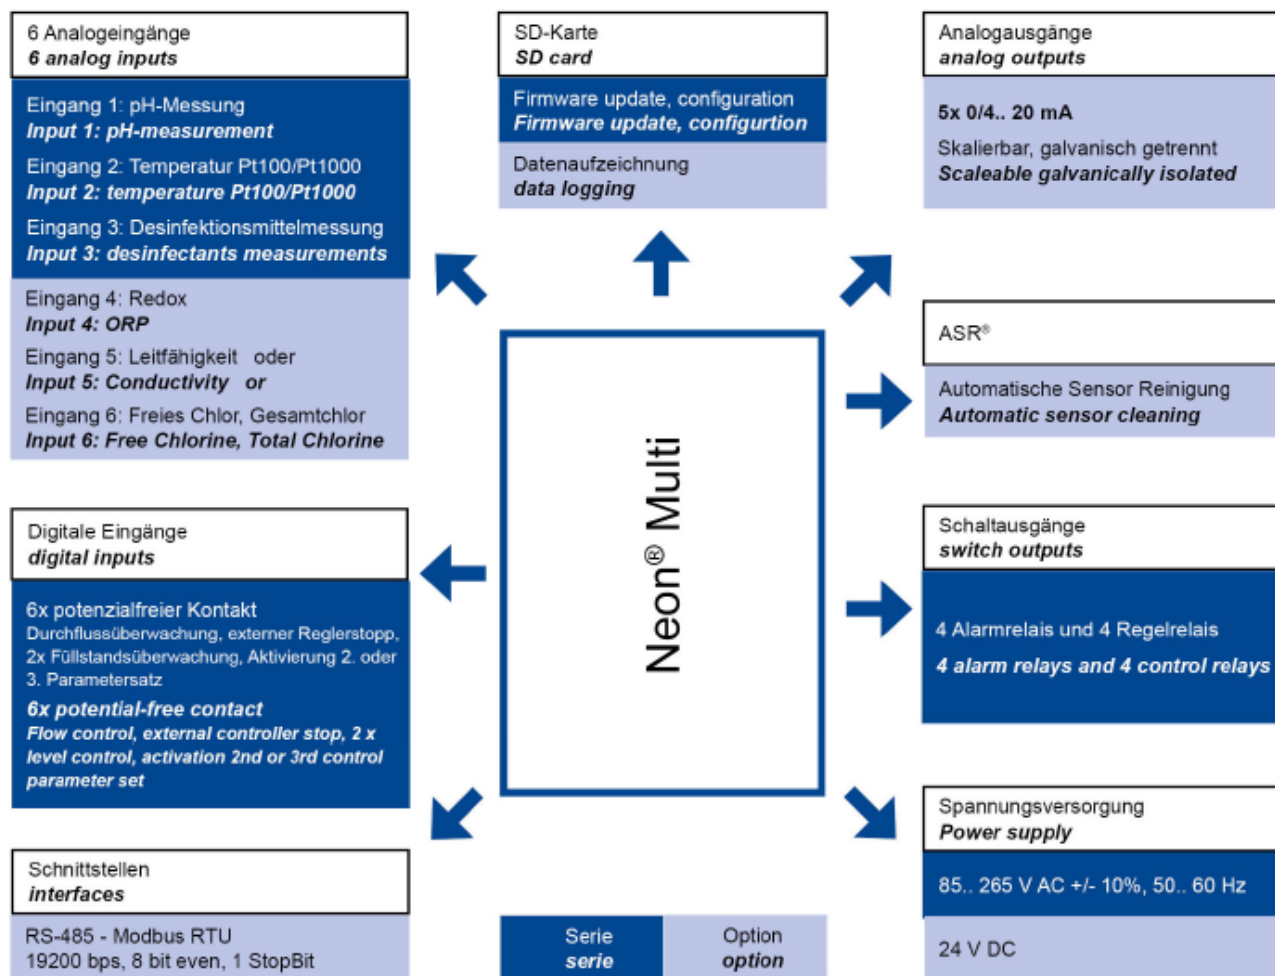 6 Analogeingänge
6 analog inputs
Eingang 1: pH-Messung
Input 1: pH-measurement
Eingang 2: Temperatur Pt100/Pt1000
Input 2: temperature Pt100/Pt1000
Eingang 3: Desinfektionsmittelmessung
Input 3: desinfectants measurements
Eingang 4: Redox
Input 4: ORP
Eingang 5: Leitfähigkeit oder
Input 5: Conductivity or
Eingang 6: Freies Chlor, Gesamtchlor
Input 6: Free Chlorine, Total Chlorine
Digitale Eingänge
digital inputs
6x potenzialfreier Kontakt
Durchflussüberwachung, externer Reglerstopp,
2x Füllstandsüberwachung, Aktivierung 2. oder
3. Parametersatz
6x potential-free contact
Flow control, external controller stop, 2 x
level control, activation 2nd or 3rd control
parameter set
Schnittstellen
interfaces
RS-485 - Modbus RTU
19200 bps, 8 bit even, 1 StopBit
SD-Karte
SD card
Firmware update, configuration
Firmware update, configurtion
Datenaufzeichnung
data logging
Neon® Multi
Serie
serie
Option
option
Analogausgänge
analog outputs
5x 0/4.. 20 mA
Skalierbar, galvanisch getrennt
Scaleable galvanically isolated
ASR®
Automatische Sensor Reinigung
Automatic sensor cleaning
Schaltausgänge
switch outputs
4 Alarmrelais und 4 Regelrelais
4 alarm relays and 4 control relays
Spannungsversorgung
Power supply
85.. 265 V AC +/- 10%, 50.. 60 Hz
24 V DC